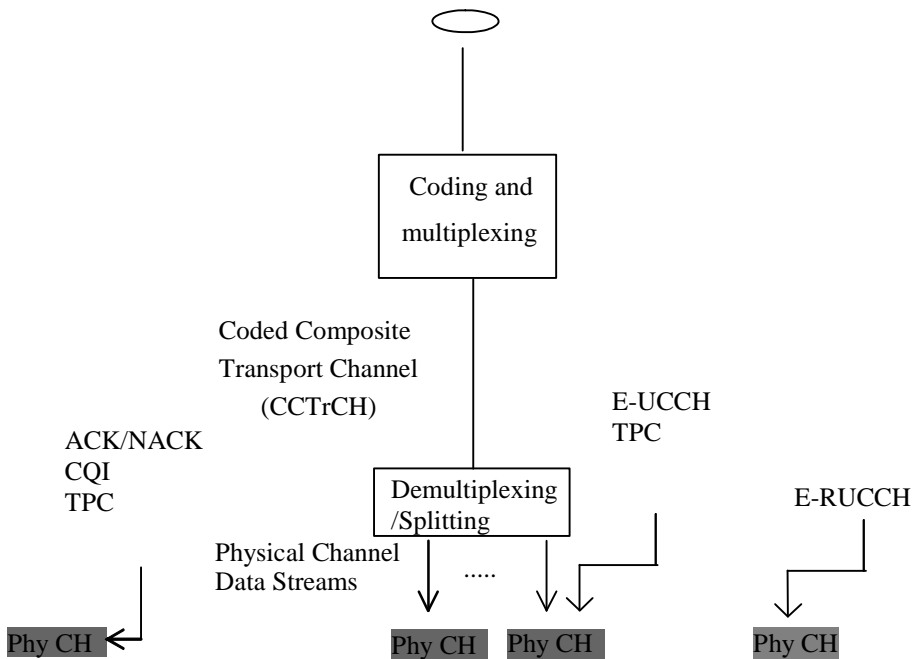 Coding and
multiplexing
Coded Composite
Transport Channel
(CCTrCH)
E-UCCH
TPC
ACK/NACK
CQI
TPC
Demultiplexing
/Splitting
E-RUCCH
Physical Channel
Data Streams
.....
Phy CH
Phy CH
Phy CH
Phy CH